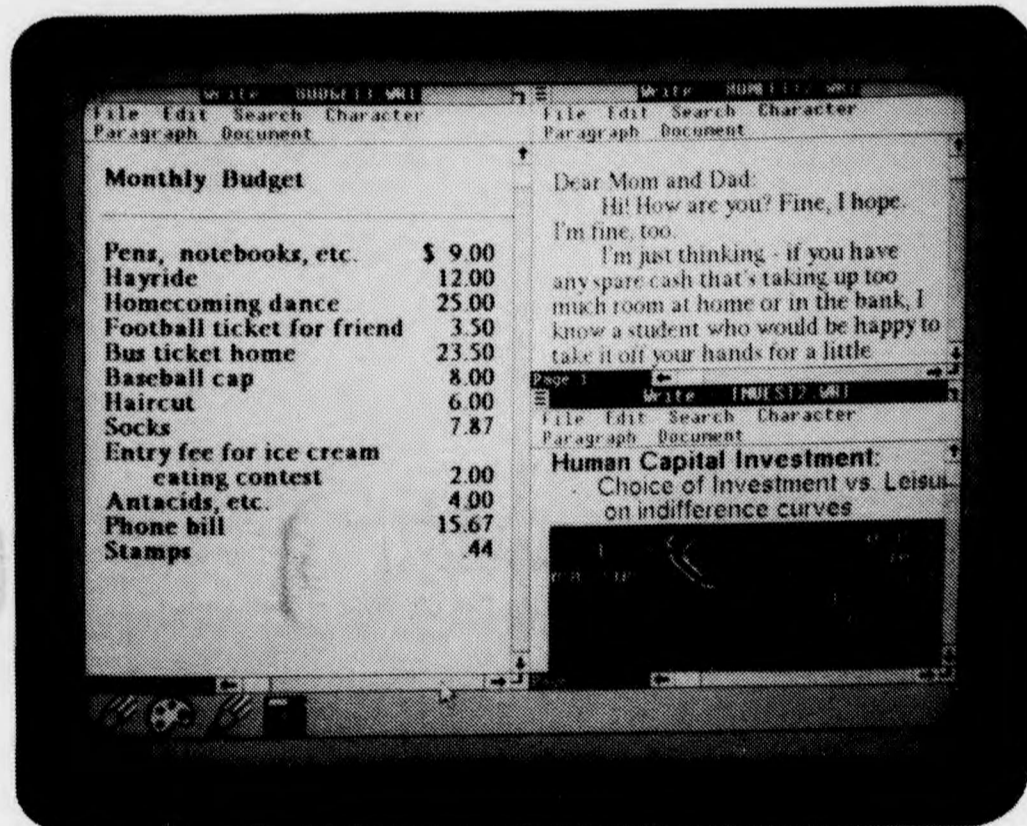 Write BUDGET3.WRI
File Edit Search Character
Paragraph Document
Monthly Budget
Pens, notebooks, etc. $ 9.00
Hayride 12.00
Homecoming dance 25.00
Football ticket for friend 3.50
Bus ticket home 23.50
Baseball cap 8.00
Haircut 6.00
Socks 7.87
Entry fee for ice cream
eating contest 2.00
Antacids, etc. 4.00
Phone bill 15.67
Stamps .44
Write
File Edit Search Character
Paragraph Document
Dear Mom and Dad:
Hi! How are you? Fine, I hope.
I'm fine, too.
I'm just thinking - if you have
any spare cash that's taking up too
much room at home or in the bank, I
know a student who would be happy to
take it off your hands for a little
Page 1
Write INVEST2.WRI
File Edit Search Character
Paragraph Document
Human Capital Investment:
Choice of Investment vs. Leisu
on indifference curves